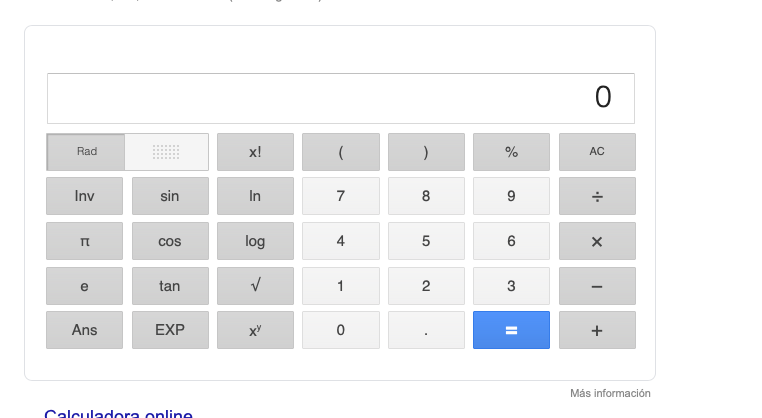 0
Rad x! ( ) % AC
Inv sin ln 7 8 9 ÷
π cos log 4 5 6 ×
e tan √ 1 2 3 −
Ans EXP xʸ 0 . = +
Más información
Calculadora online